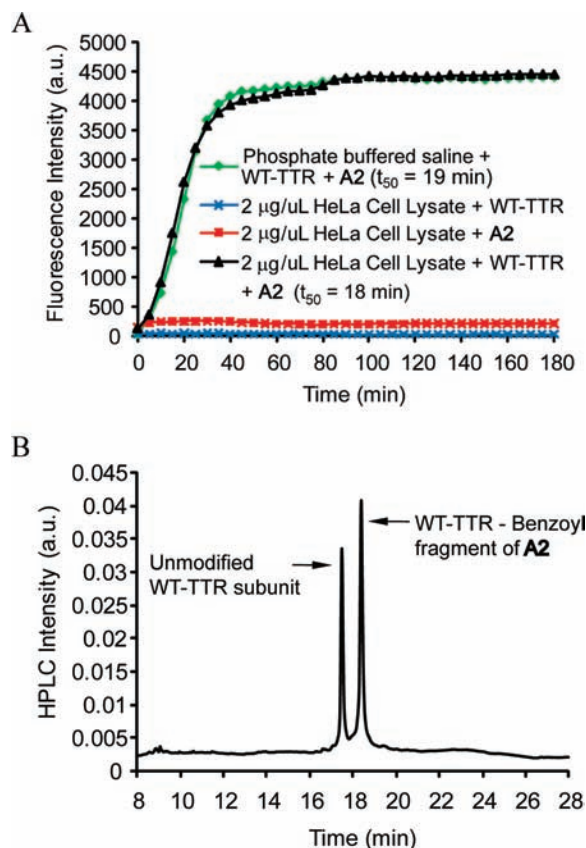 A
Fluorescence Intensity (a.u.)
5000
4500
4000
3500
3000
2500
2000
1500
1000
500
0
Phosphate buffered saline +
WT-TTR + A2 (t50 = 19 min)
2 μg/uL HeLa Cell Lysate + WT-TTR
2 μg/uL HeLa Cell Lysate + A2
2 μg/uL HeLa Cell Lysate + WT-TTR
+ A2 (t50 = 18 min)
0 20 40 60 80 100 120 140 160 180
Time (min)
B
HPLC Intensity (a.u.)
0.045
0.04
0.035
0.03
0.025
0.02
0.015
0.01
0.005
0
WT-TTR - Benzoyl
fragment of A2
Unmodified
WT-TTR subunit
8 10 12 14 16 18 20 22 24 26 28
Time (min)